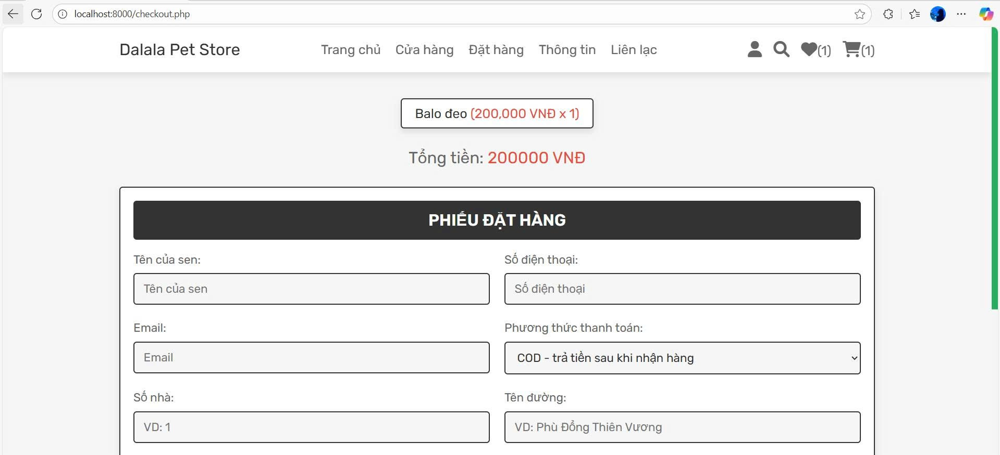 localhost:8000/checkout.php
Dalala Pet Store Trang chủ Cửa hàng Đặt hàng Thông tin Liên lạc (1) (1)
Balo đeo (200,000 VNĐ x 1)
Tổng tiền: 200000 VNĐ
PHIẾU ĐẶT HÀNG
Tên của sen: Số điện thoại:
Tên của sen Số điện thoại
Email: Phương thức thanh toán:
Email COD - trả tiền sau khi nhận hàng
Số nhà: Tên đường:
VD: 1 VD: Phù Đổng Thiên Vương